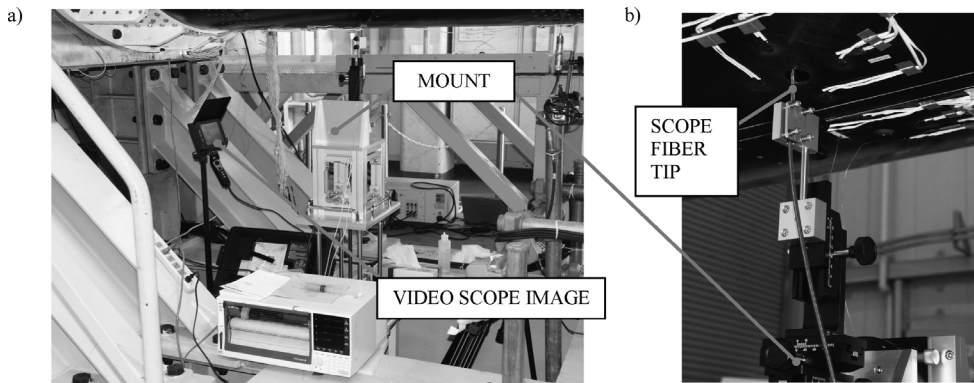 a)
b)
MOUNT
SCOPE
FIBER
TIP
VIDEO SCOPE IMAGE